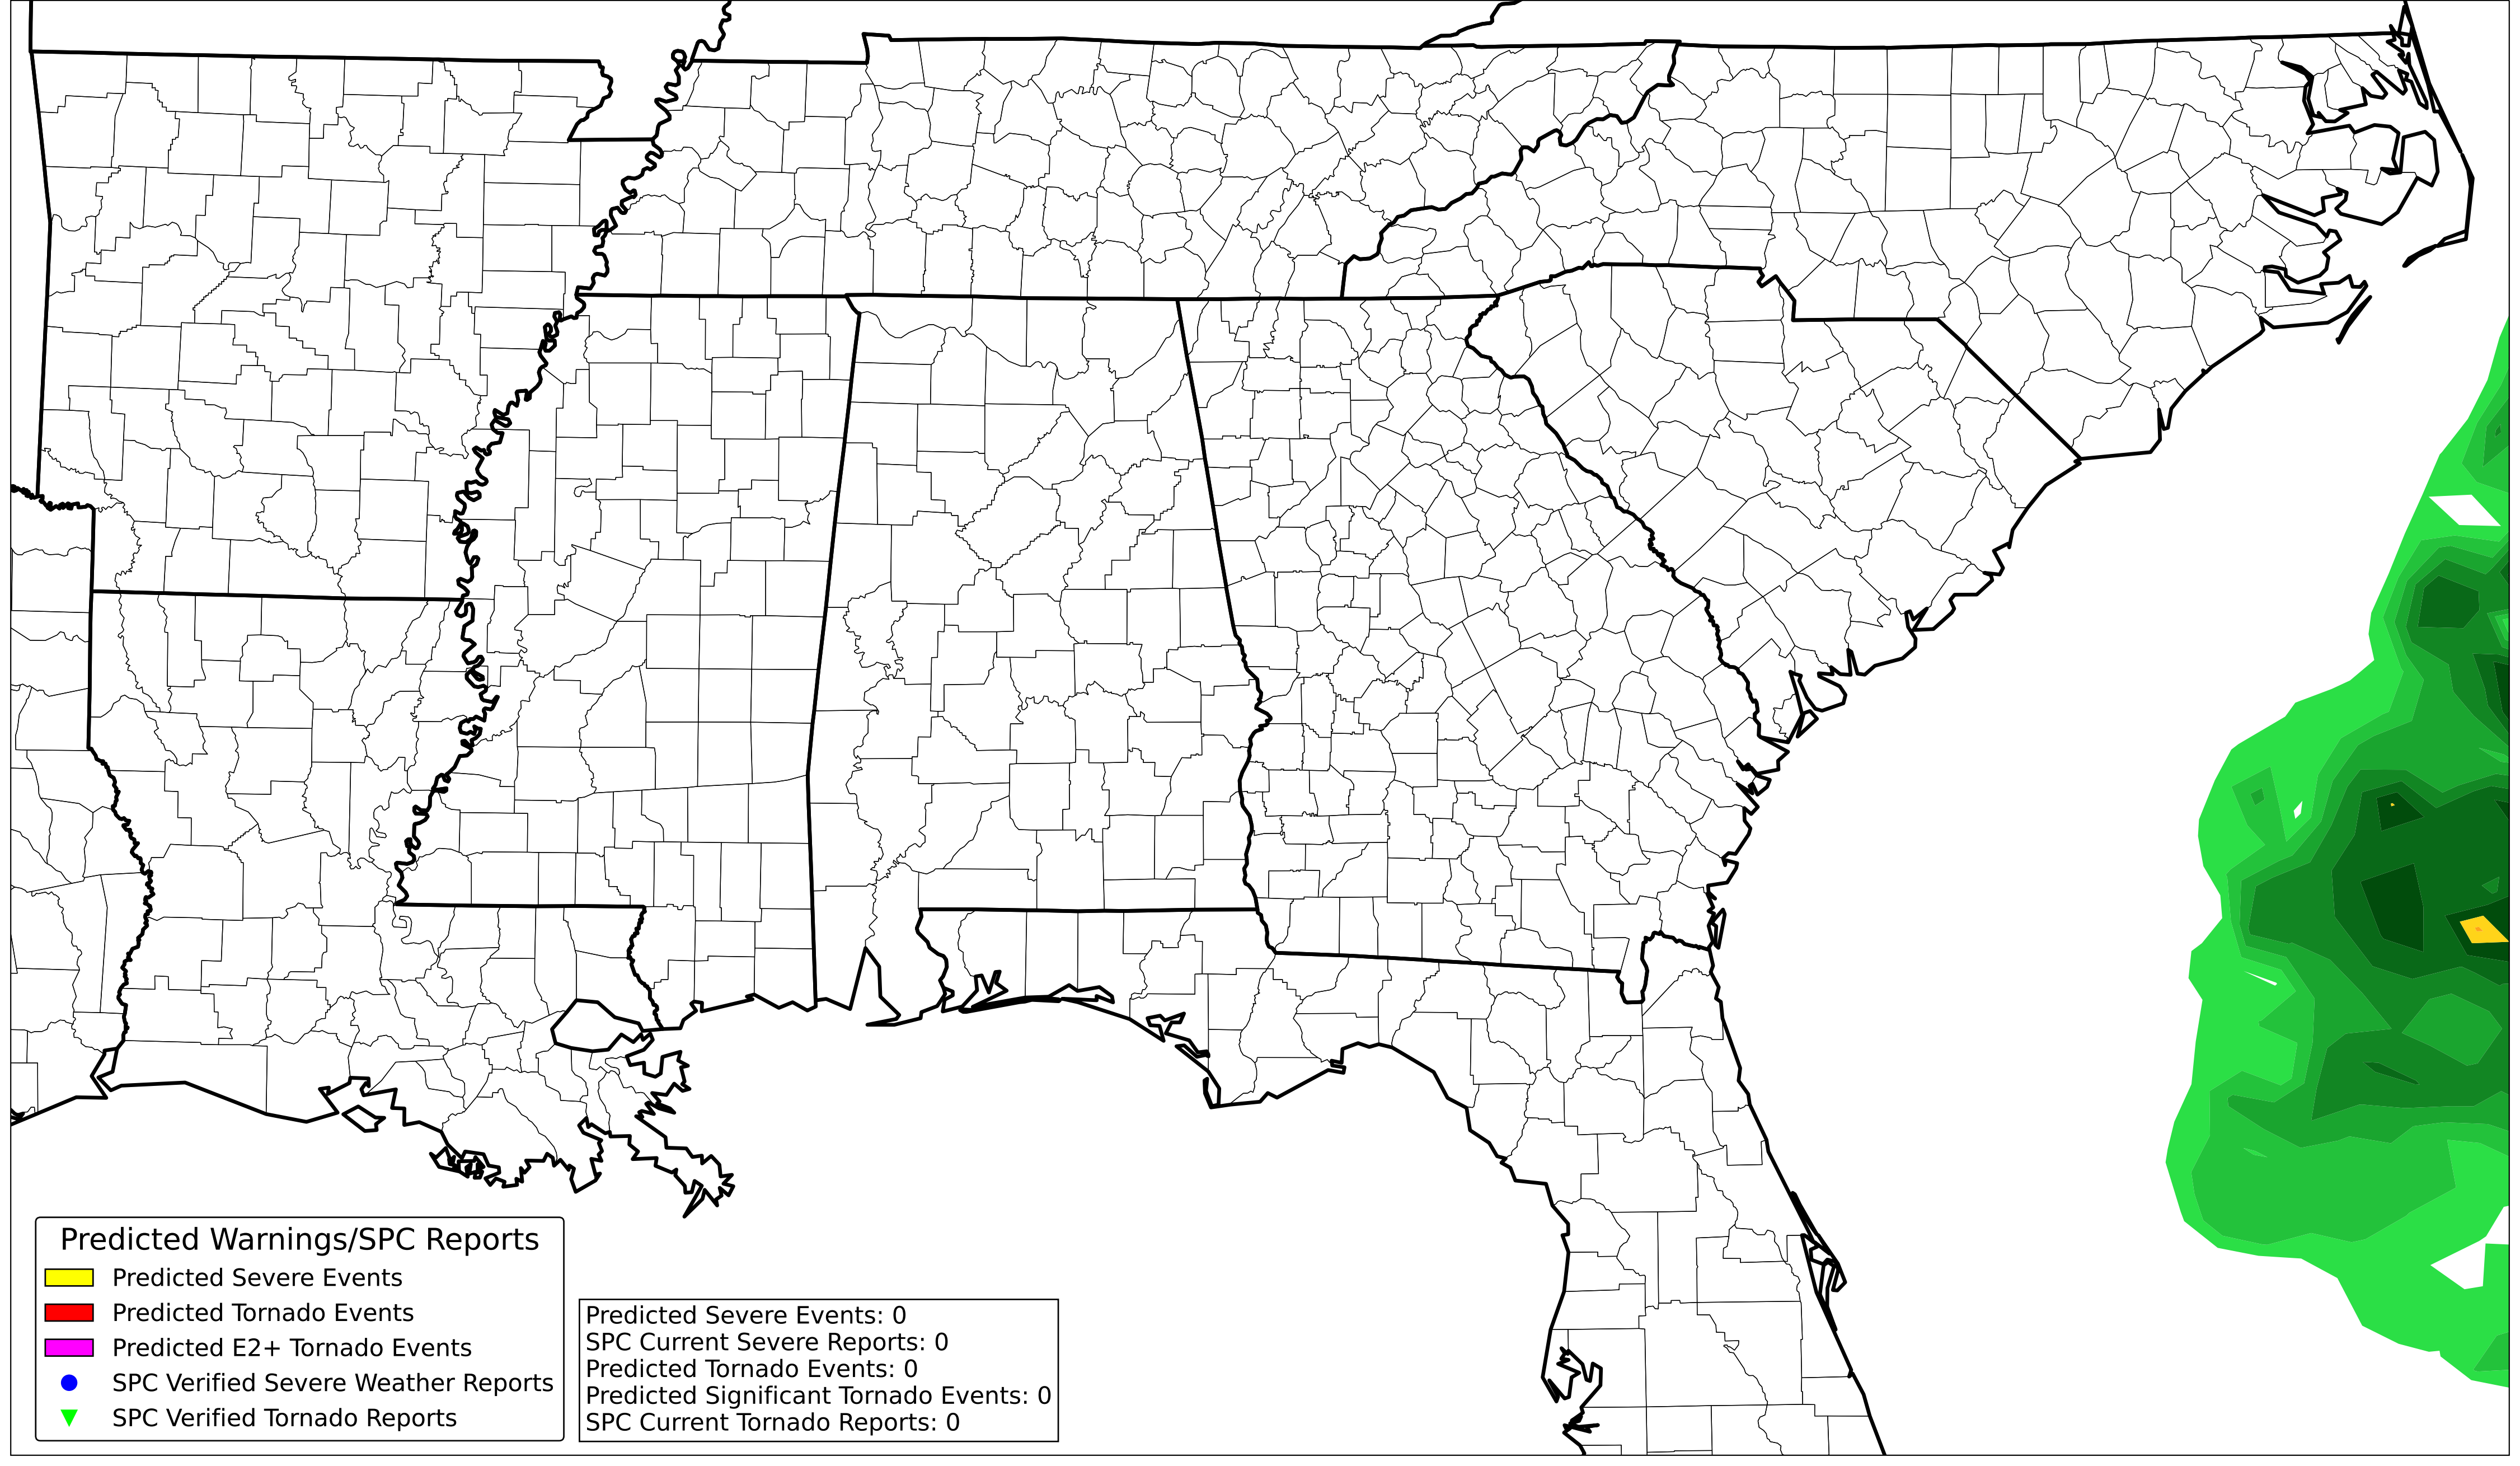 Predicted Warnings/SPC Reports
Predicted Severe Events
Predicted Tornado Events
Predicted E2+ Tornado Events
SPC Verified Severe Weather Reports
SPC Verified Tornado Reports
Predicted Severe Events: 0
SPC Current Severe Reports: 0
Predicted Tornado Events: 0
Predicted Significant Tornado Events: 0
SPC Current Tornado Reports: 0